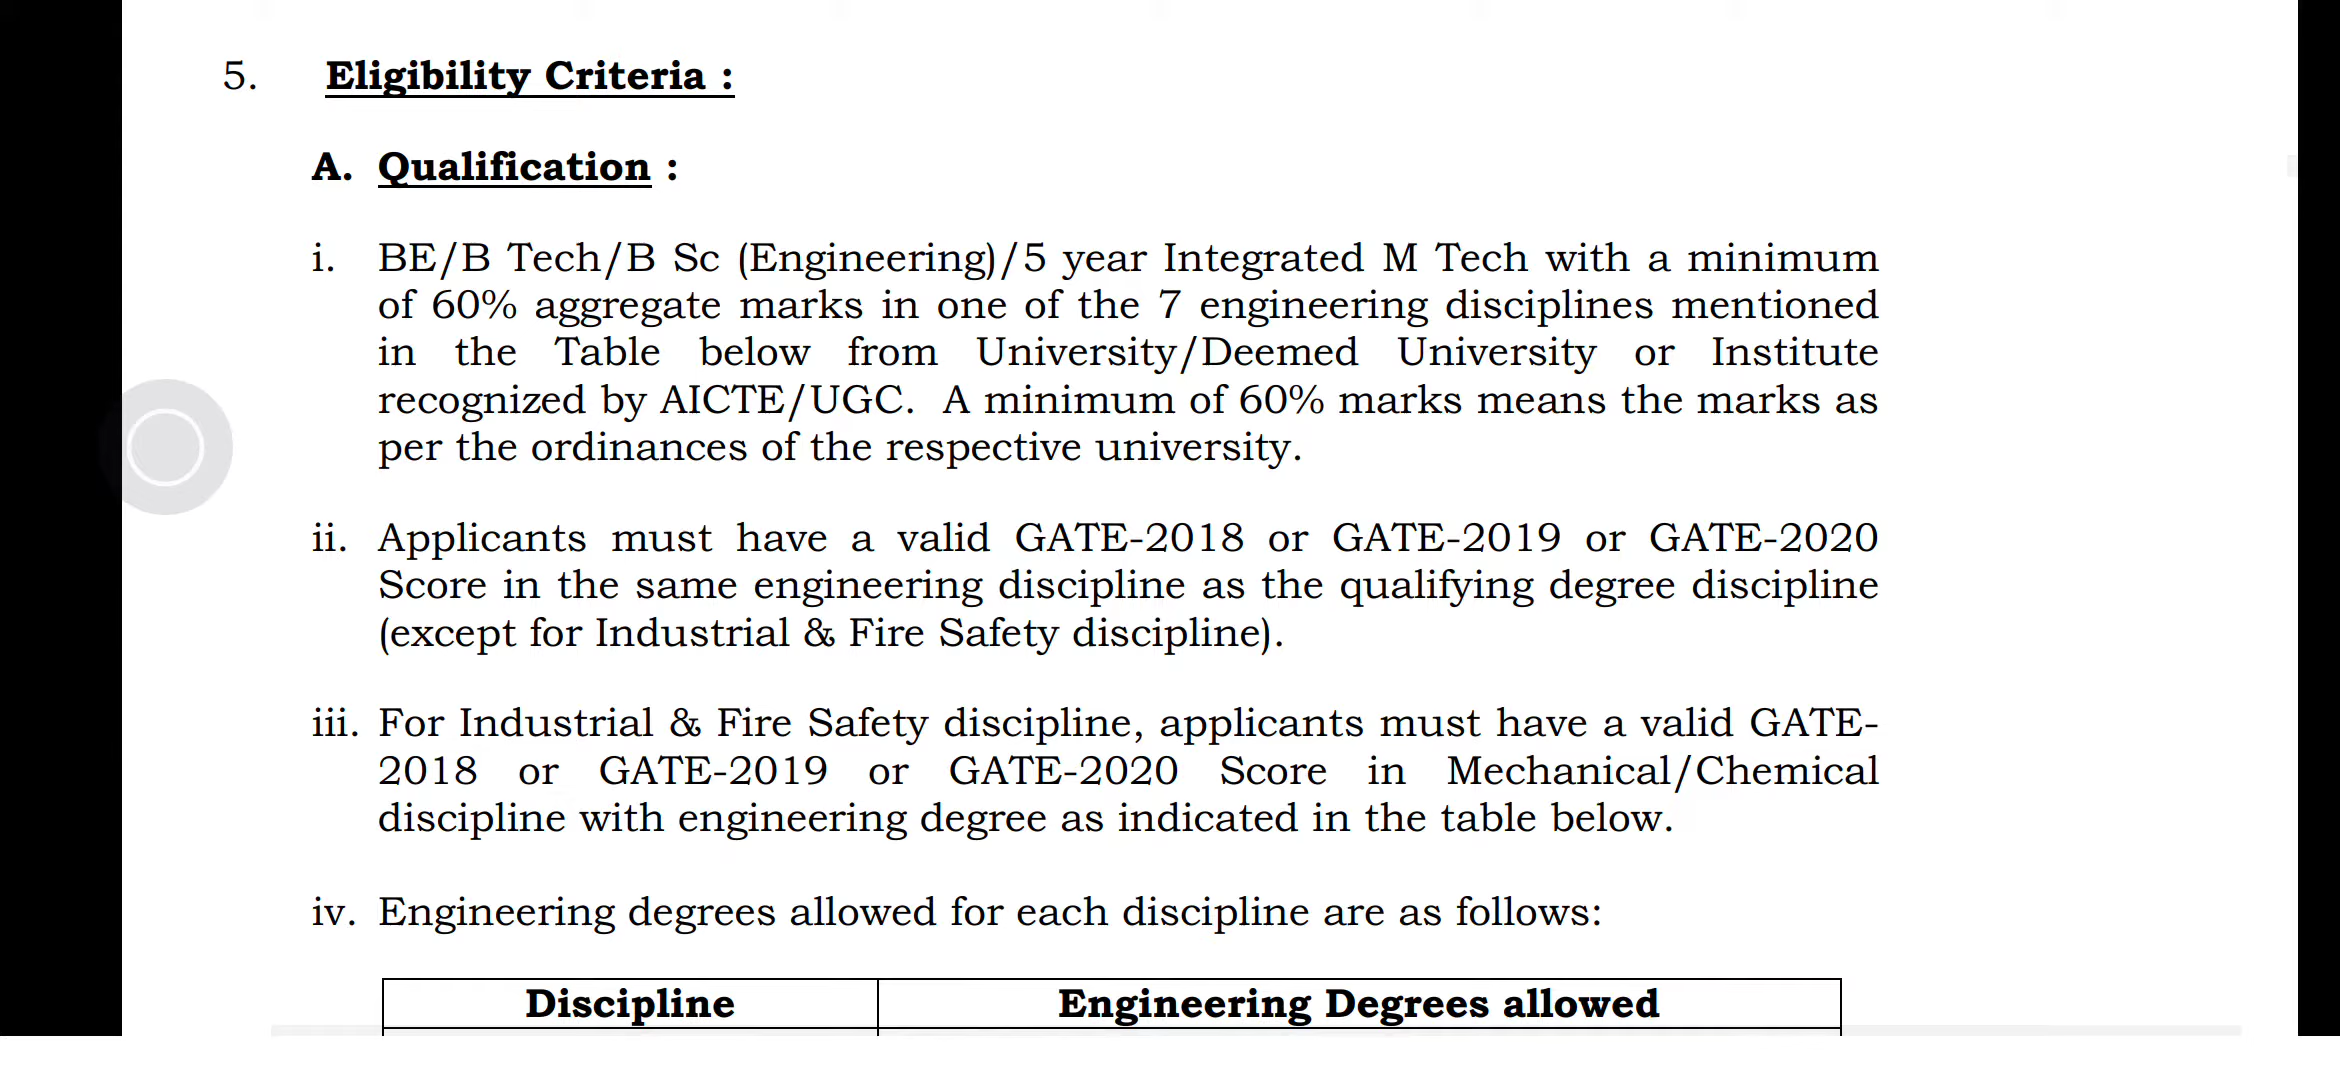 5. Eligibility Criteria :
A. Qualification :
i. BE/B Tech/B Sc (Engineering)/5 year Integrated M Tech with a minimum
of 60% aggregate marks in one of the 7 engineering disciplines mentioned
in the Table below from University/Deemed University or Institute
recognized by AICTE/UGC. A minimum of 60% marks means the marks as
per the ordinances of the respective university.
ii. Applicants must have a valid GATE-2018 or GATE-2019 or GATE-2020
Score in the same engineering discipline as the qualifying degree discipline
(except for Industrial & Fire Safety discipline).
iii. For Industrial & Fire Safety discipline, applicants must have a valid GATE-
2018 or GATE-2019 or GATE-2020 Score in Mechanical/Chemical
discipline with engineering degree as indicated in the table below.
iv. Engineering degrees allowed for each discipline are as follows:
Discipline Engineering Degrees allowed